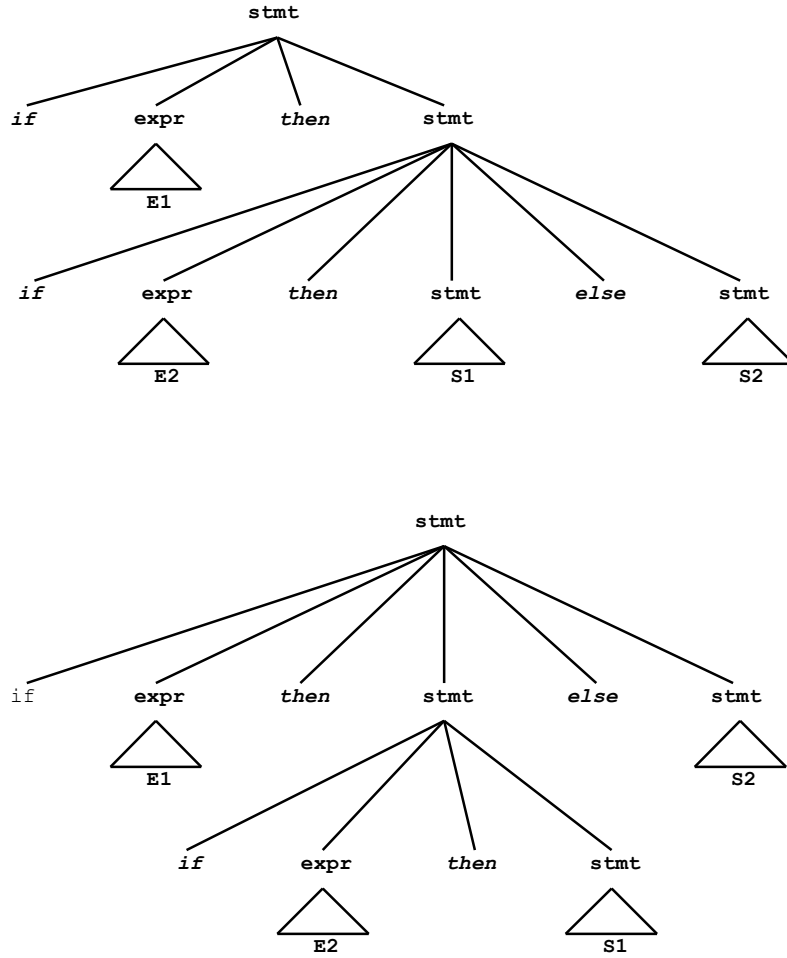 stmt
if expr then stmt
E1
if expr then stmt else stmt
E2 S1 S2
stmt
if expr then stmt else stmt
E1 S2
if expr then stmt
E2 S1